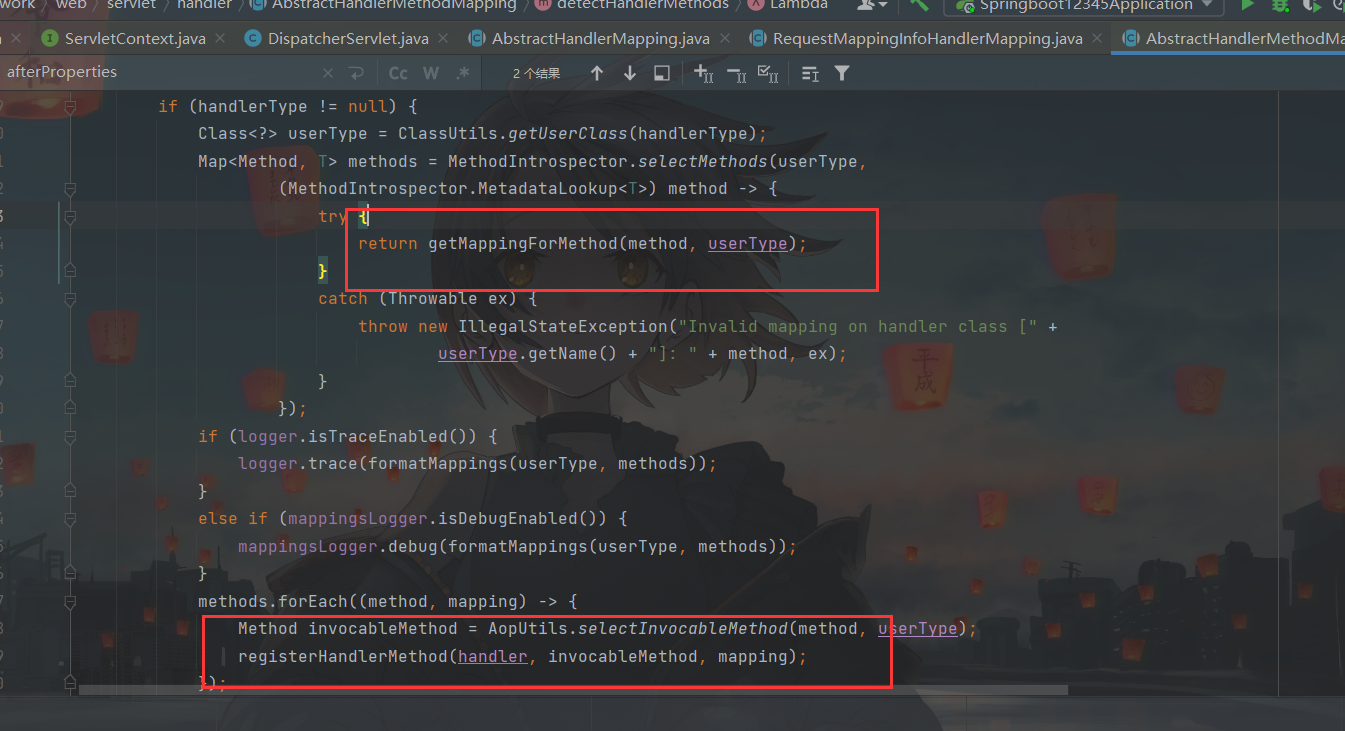 work > web > servlet > handler > AbstractHandlerMethodMapping > detectHandlerMethods > Lambda Springboot12345Application
ServletContext.java DispatcherServlet.java AbstractHandlerMapping.java RequestMappingInfoHandlerMapping.java AbstractHandlerMethodMa
afterProperties Cc W .* 2 个结果
if (handlerType != null) {
Class<?> userType = ClassUtils.getUserClass(handlerType);
Map<Method, T> methods = MethodIntrospector.selectMethods(userType,
(MethodIntrospector.MetadataLookup<T>) method -> {
try {
return getMappingForMethod(method, userType);
}
catch (Throwable ex) {
throw new IllegalStateException("Invalid mapping on handler class [" +
userType.getName() + "]: " + method, ex);
}
});
if (logger.isTraceEnabled()) {
logger.trace(formatMappings(userType, methods));
}
else if (mappingsLogger.isDebugEnabled()) {
mappingsLogger.debug(formatMappings(userType, methods));
}
methods.forEach((method, mapping) -> {
Method invocableMethod = AopUtils.selectInvocableMethod(method, userType);
registerHandlerMethod(handler, invocableMethod, mapping);
});
平成